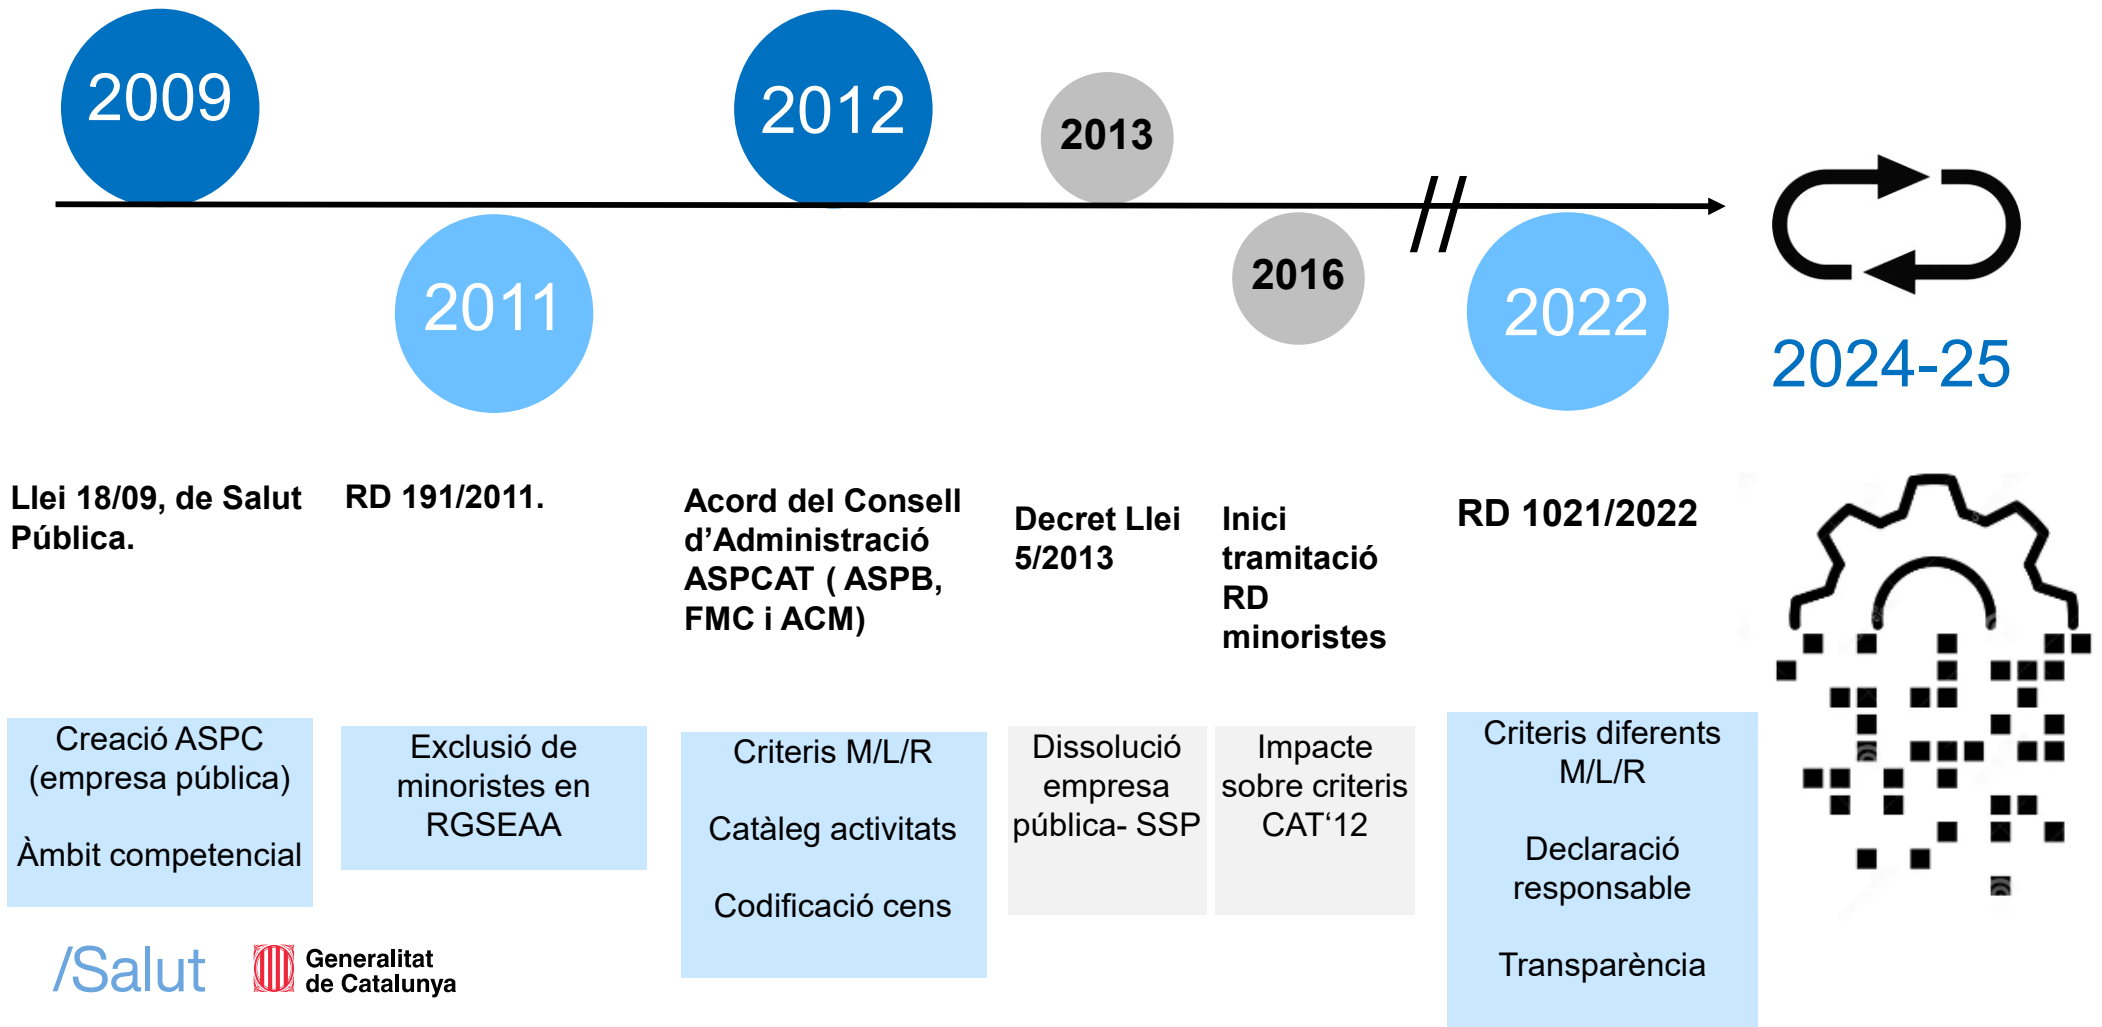 2009
2012
2013
2011
2016
2022
2024-25
Llei 18/09, de Salut
Pública.
RD 191/2011.
Acord del Consell
d’Administració
ASPCAT ( ASPB,
FMC i ACM)
Decret Llei
5/2013
Inici
tramitació
RD
minoristes
RD 1021/2022
Creació ASPC
(empresa pública)
Àmbit competencial
Exclusió de
minoristes en
RGSEAA
Criteris M/L/R
Catàleg activitats
Codificació cens
Dissolució
empresa
pública- SSP
Impacte
sobre criteris
CAT‘12
Criteris diferents
M/L/R
Declaració
responsable
Transparència
/Salut
Generalitat
de Catalunya